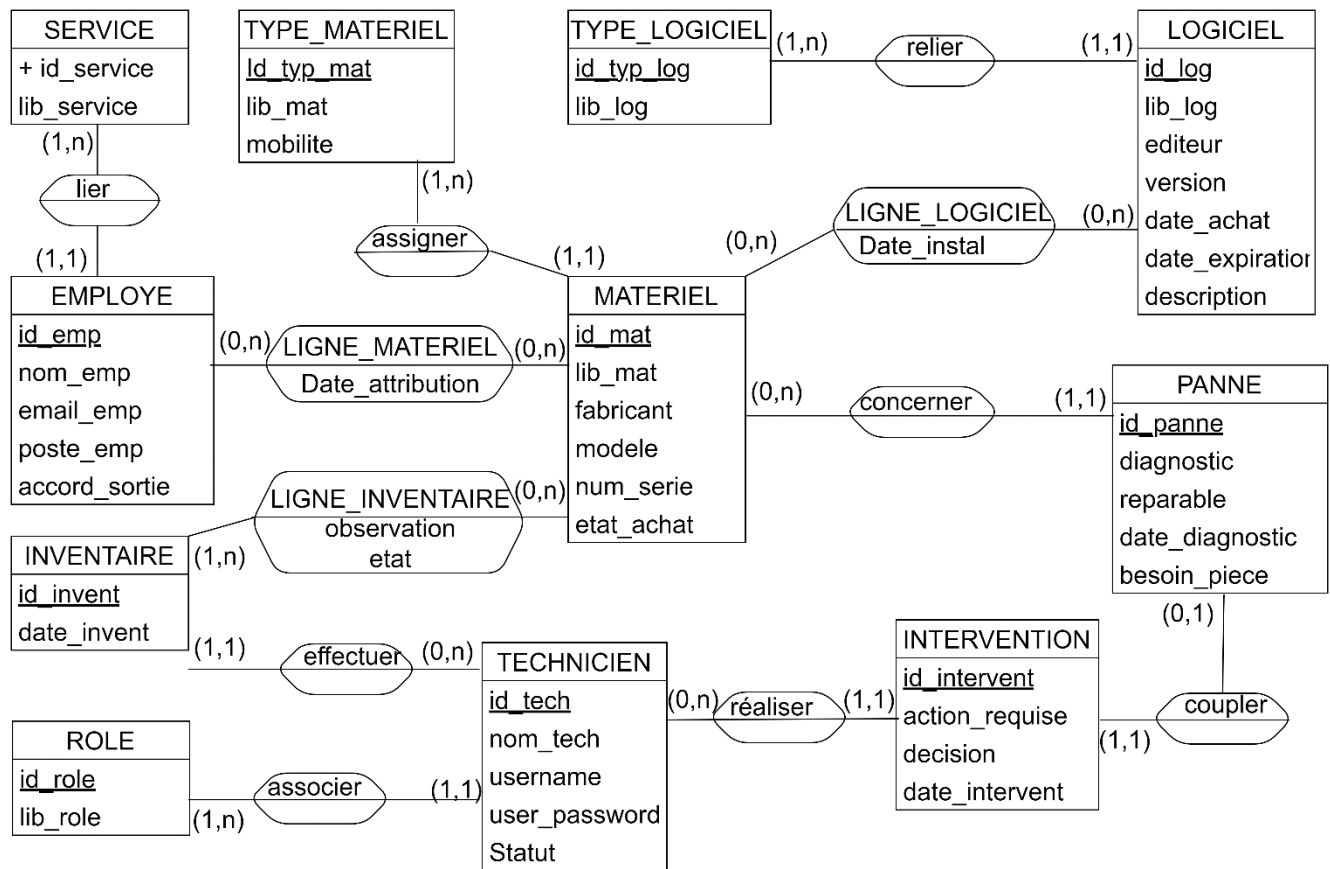 SERVICE
+ id_service
lib_service
(1,n)
lier
(1,1)
TYPE_MATERIEL
Id_typ_mat
lib_mat
mobilite
(1,n)
assigner
(1,1)
TYPE_LOGICIEL
id_typ_log
lib_log
(1,n)
relier
(1,1)
LOGICIEL
id_log
lib_log
editeur
version
date_achat
date_expiration
description
(0,n)
LIGNE_LOGICIEL
Date_instal
(0,n)
EMPLOYE
id_emp
nom_emp
email_emp
poste_emp
accord_sortie
(0,n)
LIGNE_MATERIEL
Date_attribution
(0,n)
MATERIEL
id_mat
lib_mat
fabricant
modele
num_serie
etat_achat
(0,n)
concerner
(1,1)
PANNE
id_panne
diagnostic
reparable
date_diagnostic
besoin_piece
(0,1)
LIGNE_INVENTAIRE
observation
etat
(0,n)
(1,n)
INVENTAIRE
id_invent
date_invent
(1,1)
effectuer
(0,n)
TECHNICIEN
id_tech
nom_tech
username
user_password
Statut
(0,n)
réaliser
(1,1)
INTERVENTION
id_intervent
action_requise
decision
date_intervent
(1,1)
coupler
ROLE
id_role
lib_role
(1,n)
associer
(1,1)